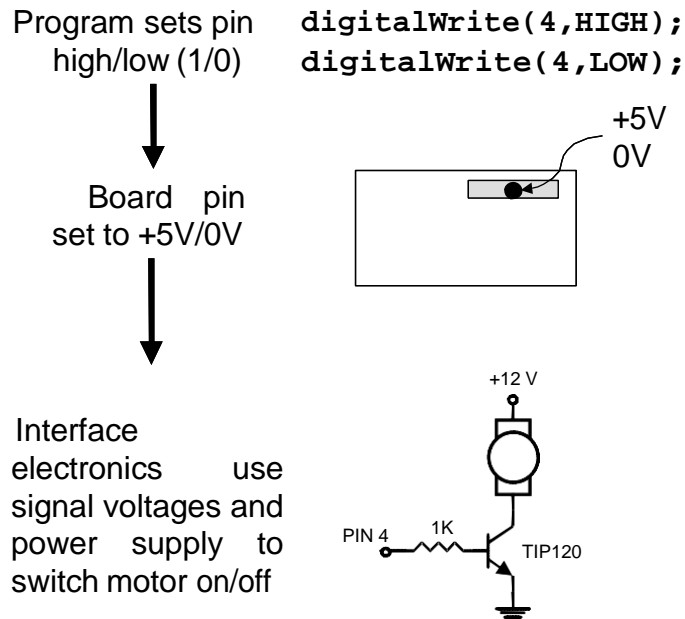 Program sets pin
high/low (1/0)
digitalWrite(4,HIGH);
digitalWrite(4,LOW);
+5V
0V
Board pin
set to +5V/0V
+12 V
Interface
electronics use
signal voltages and
power supply to
switch motor on/off
PIN 4
1K
TIP120